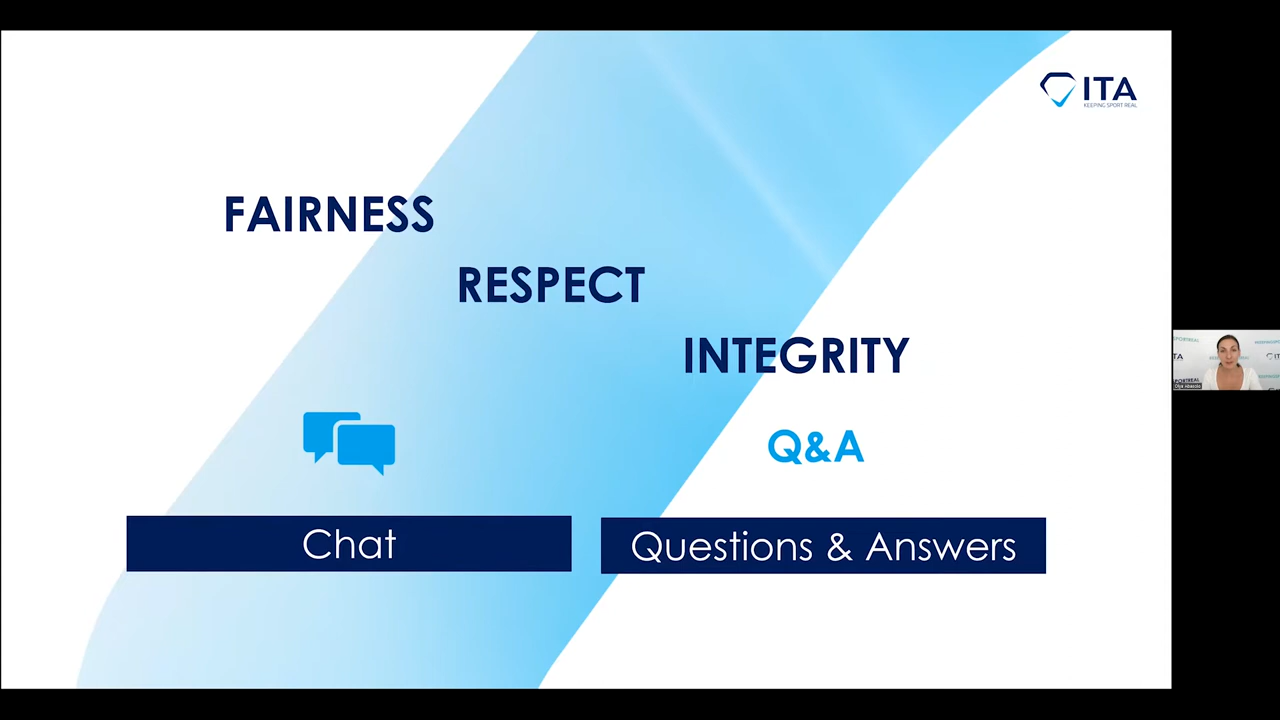 ITA
KEEPING SPORT REAL
FAIRNESS
RESPECT
INTEGRITY
Q&A
Chat
Questions & Answers